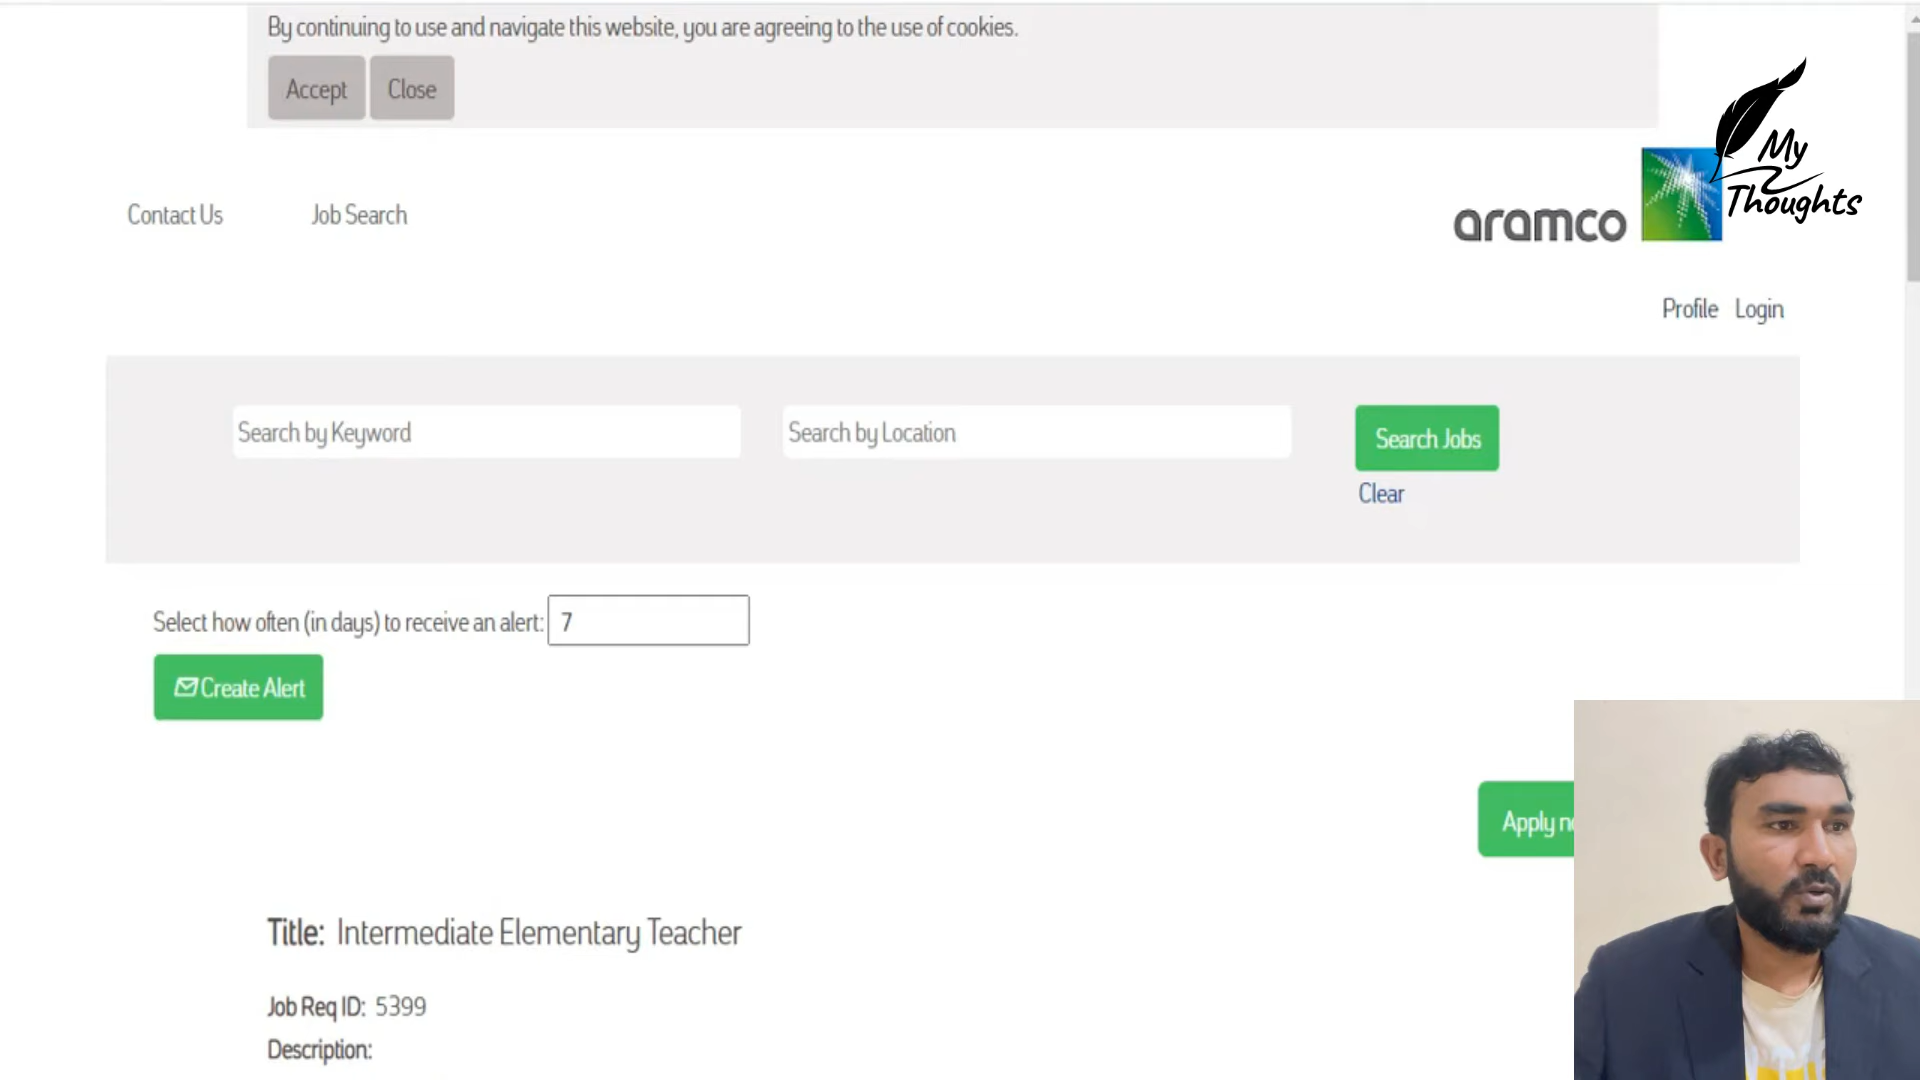 By continuing to use and navigate this website, you are agreeing to the use of cookies.
Accept Close
My
Thoughts
Contact Us Job Search
aramco
Profile Login
Search by Keyword Search by Location Search Jobs
Clear
Select how often (in days) to receive an alert: 7
Create Alert
Apply
Title: Intermediate Elementary Teacher
Job Req ID: 5399
Description: